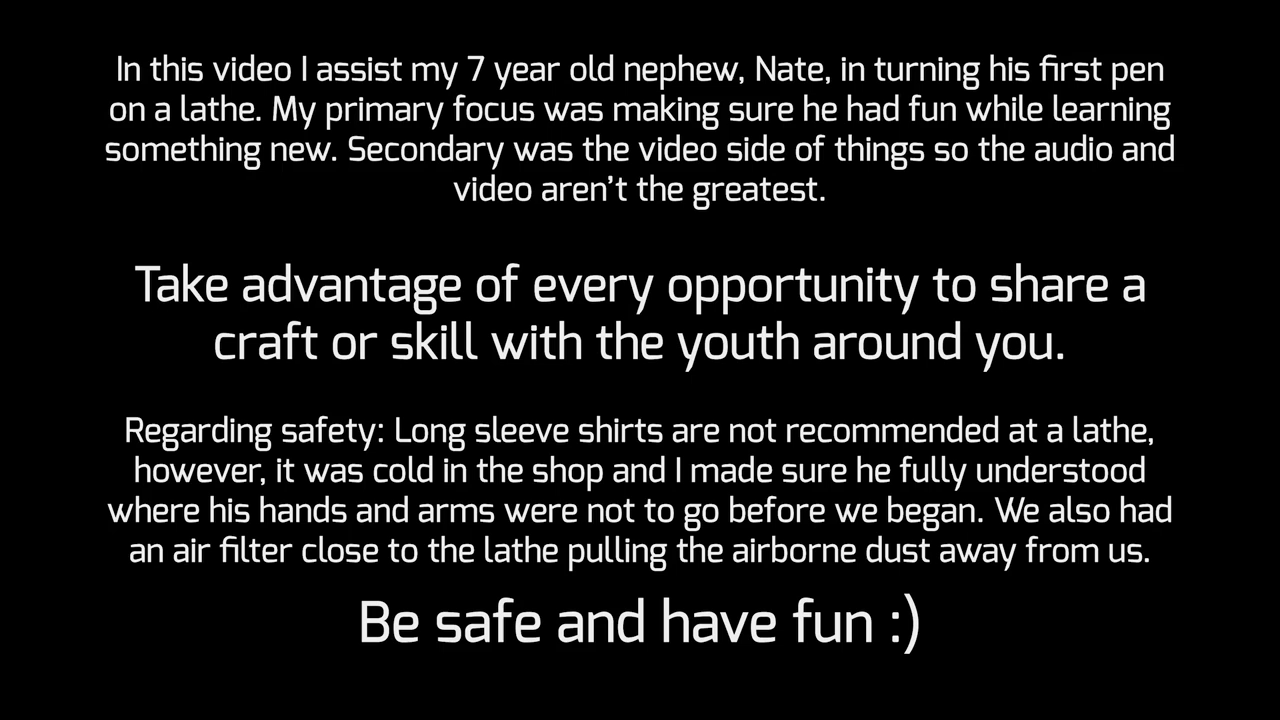 In this video I assist my 7 year old nephew, Nate, in turning his first pen
on a lathe. My primary focus was making sure he had fun while learning
something new. Secondary was the video side of things so the audio and
video aren’t the greatest.
Take advantage of every opportunity to share a
craft or skill with the youth around you.
Regarding safety: Long sleeve shirts are not recommended at a lathe,
however, it was cold in the shop and I made sure he fully understood
where his hands and arms were not to go before we began. We also had
an air filter close to the lathe pulling the airborne dust away from us.
Be safe and have fun :)